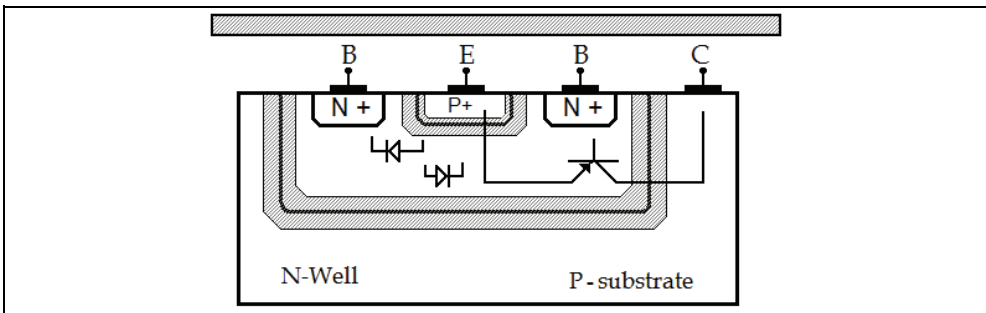 B E B C
N + P+ N +
N-Well P - substrate